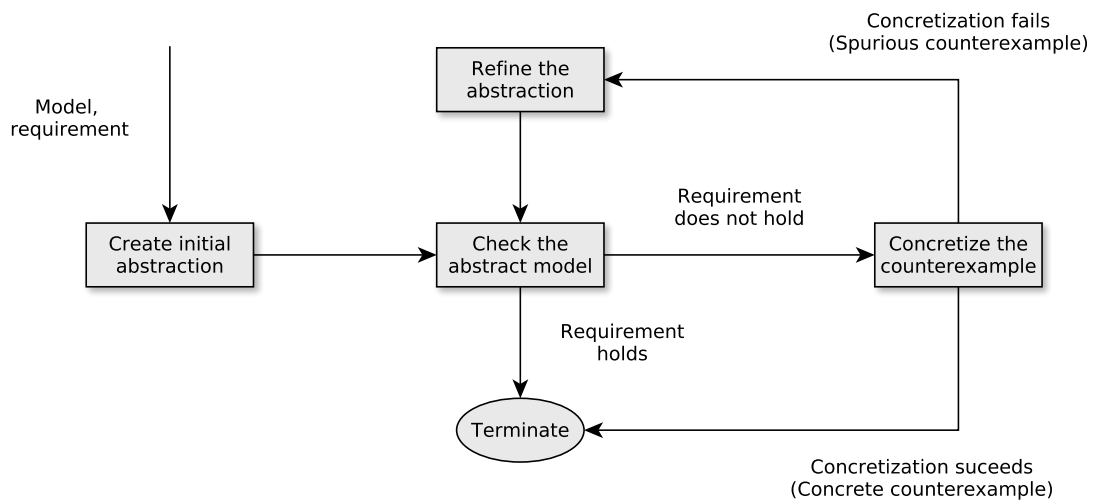 Concretization fails
(Spurious counterexample)
Refine the
abstraction
Model,
requirement
Requirement
does not hold
Create initial
abstraction
Check the
abstract model
Concretize the
counterexample
Requirement
holds
Terminate
Concretization suceeds
(Concrete counterexample)